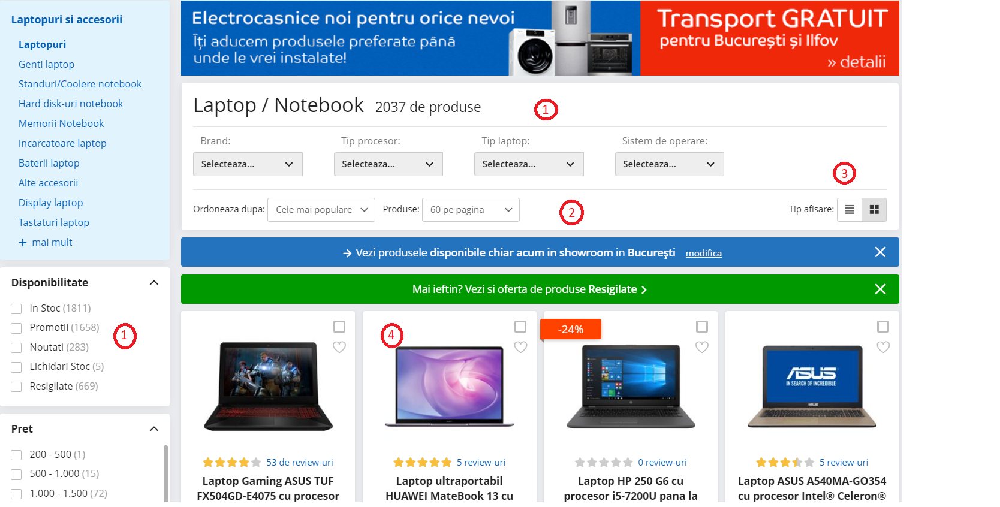 Laptopuri si accesorii
Laptopuri
Genti laptop
Standuri/Coolere notebook
Hard disk-uri notebook
Memorii Notebook
Incarcatoare laptop
Baterii laptop
Alte accesorii
Display laptop
Tastaturi laptop
+ mai mult
Disponibilitate
In Stoc (1811)
Promotii (1658)
Noutati (283)
Lichidari Stoc (5)
Resigilate (669)
1
Pret
200 - 500 (1)
500 - 1.000 (15)
1.000 - 1.500 (72)
Electrocasnice noi pentru orice nevoi
Îți aducem produsele preferate până
unde le vrei instalate!
Transport GRATUIT
pentru București și Ilfov
» detalii
Laptop / Notebook 2037 de produse
1
Brand: Tip procesor: Tip laptop: Sistem de operare:
Selecteaza... Selecteaza... Selecteaza... Selecteaza...
3
Ordoneaza dupa: Cele mai populare Produse: 60 pe pagina 2 Tip afisare:
→ Vezi produsele disponibile chiar acum in showroom in Bucureşti modifica
Mai ieftin? Vezi si oferta de produse Resigilate >
4
-24%
ASUS
IN SEARCH OF INCREDIBLE
53 de review-uri
Laptop Gaming ASUS TUF
FX504GD-E4075 cu procesor
5 review-uri
Laptop ultraportabil
HUAWEI MateBook 13 cu
0 review-uri
Laptop HP 250 G6 cu
procesor i5-7200U pana la
5 review-uri
Laptop ASUS A540MA-GO354
cu procesor Intel® Celeron®